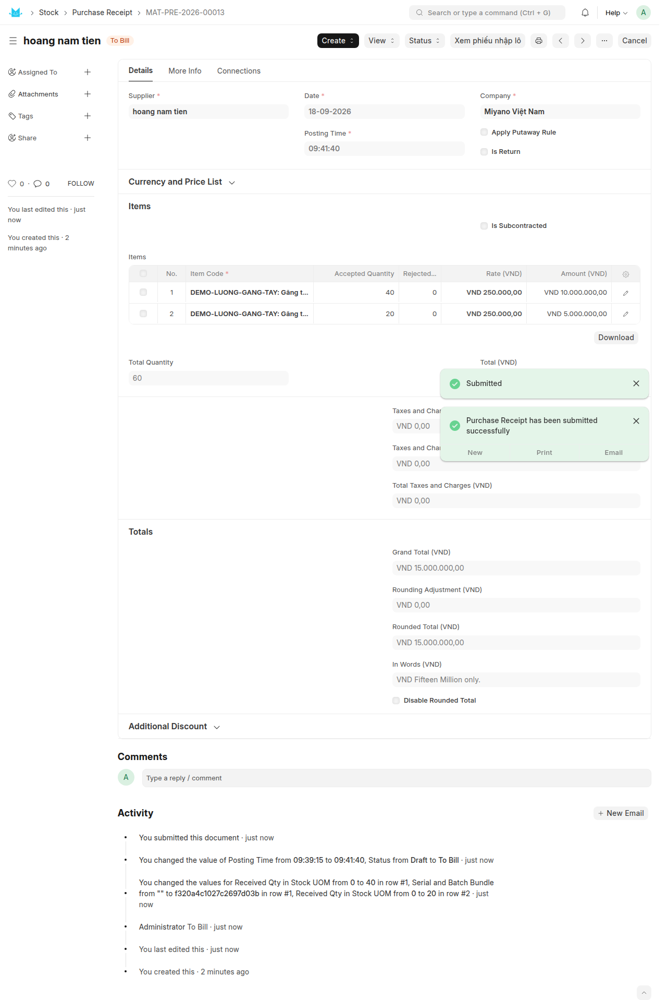 Stock
Purchase Receipt
MAT-PRE-2026-00013
Search or type a command (Ctrl + G)
Help
A
hoang nam tien
To Bill
Create
View
Status
Xem phiếu nhập lô
Cancel
Assigned To
Attachments
Tags
Share
0 · 0 FOLLOW
You last edited this · just
now
You created this · 2
minutes ago
Details
More Info
Connections
Supplier *
hoang nam tien
Date *
18-09-2026
Posting Time *
09:41:40
Company *
Miyano Việt Nam
Apply Putaway Rule
Is Return
Currency and Price List
Items
Is Subcontracted
Items
No. Item Code * Accepted Quantity Rejected... Rate (VND) Amount (VND)
1 DEMO-LUONG-GANG-TAY: Găng t... 40 0 VND 250.000,00 VND 10.000.000,00
2 DEMO-LUONG-GANG-TAY: Găng t... 20 0 VND 250.000,00 VND 5.000.000,00
Download
Total Quantity
60
Total (VND)
Submitted
Purchase Receipt has been submitted
successfully
New
Print
Email
Taxes and Char
VND 0,00
Taxes and Char
VND 0,00
Total Taxes and Charges (VND)
VND 0,00
Totals
Grand Total (VND)
VND 15.000.000,00
Rounding Adjustment (VND)
VND 0,00
Rounded Total (VND)
VND 15.000.000,00
In Words (VND)
VND Fifteen Million only.
Disable Rounded Total
Additional Discount
Comments
A
Type a reply / comment
Activity
New Email
You submitted this document · just now
You changed the value of Posting Time from 09:39:15 to 09:41:40, Status from Draft to To Bill · just now
You changed the values for Received Qty in Stock UOM from 0 to 40 in row #1, Serial and Batch Bundle
from "" to f320a4c1027c2697d03b in row #1, Received Qty in Stock UOM from 0 to 20 in row #2 · just
now
Administrator To Bill · just now
You last edited this · just now
You created this · 2 minutes ago